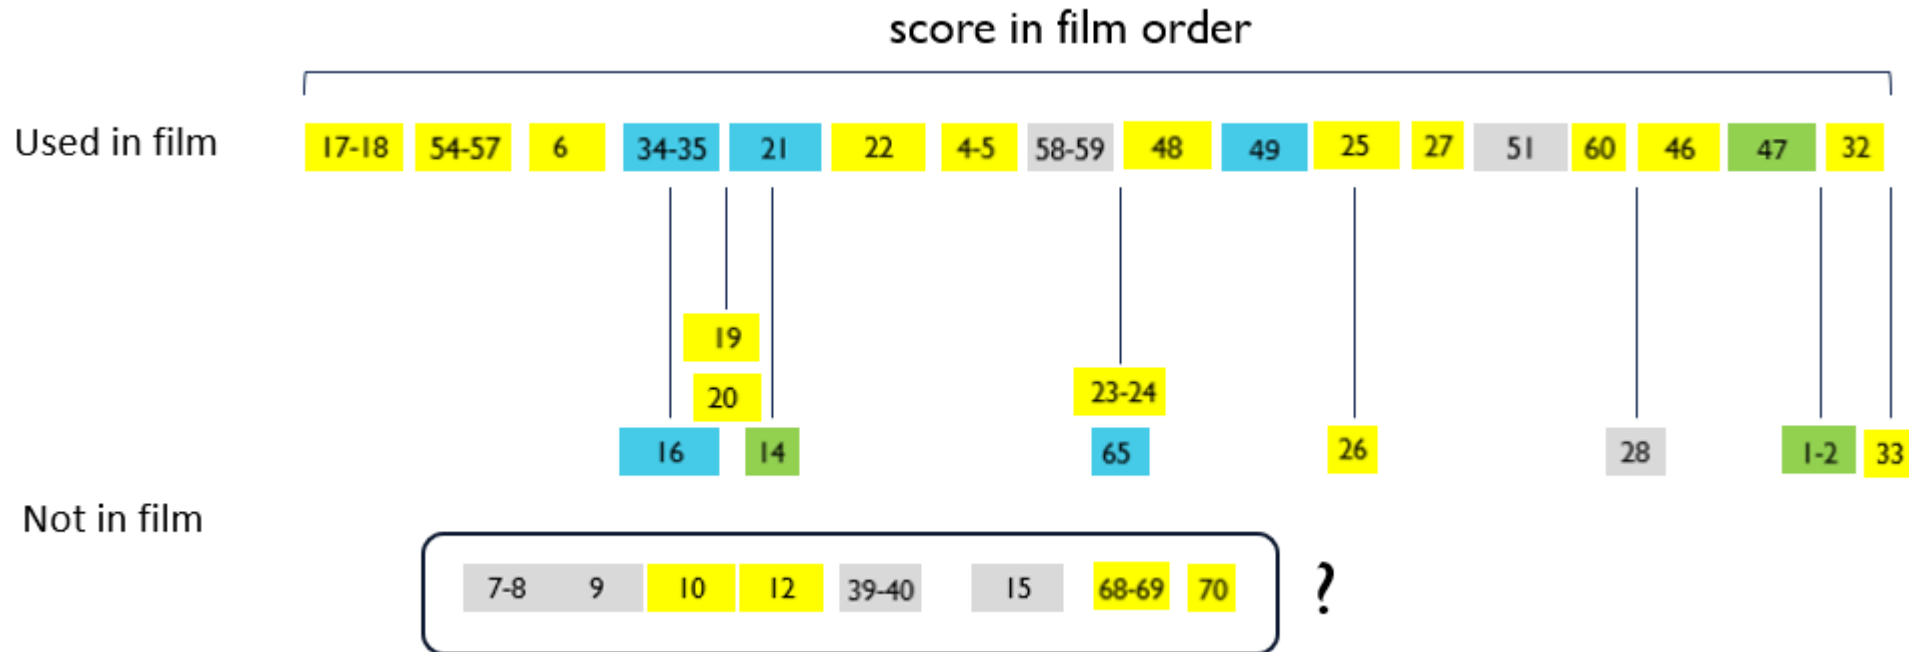 score in film order
Used in film
17-18 54-57 6 34-35 21 22 4-5 58-59 48 49 25 27 51 60 46 47 32
19
20
23-24
16 14 65 26 28 1-2 33
Not in film
7-8 9 10 12 39-40 15 68-69 70 ?